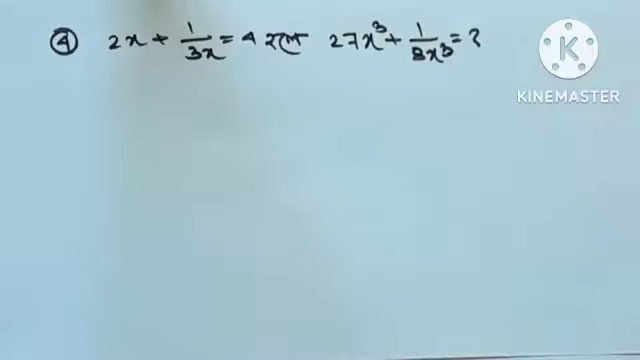 ④ 2x + 1/3x = 4 হলে 27x³ + 1/8x³ = ?
KINEMASTER